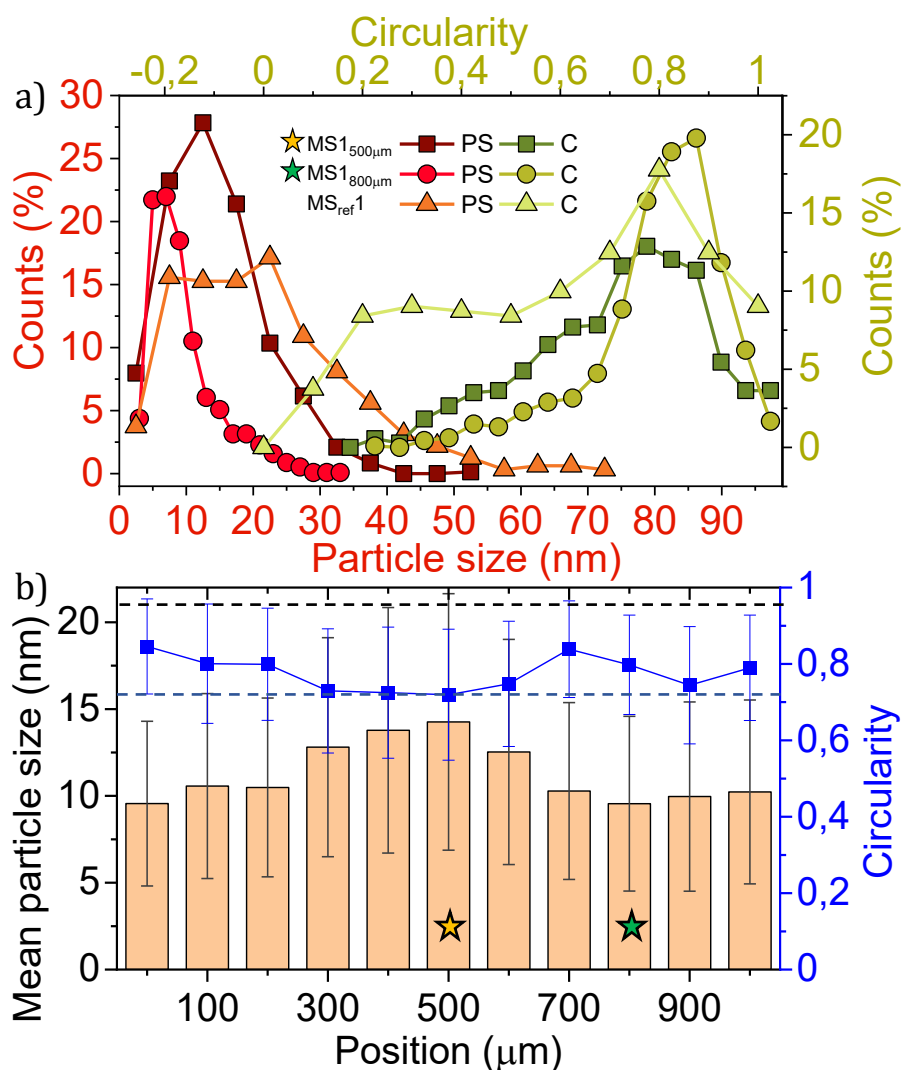 Circularity
-0,2 0 0,2 0,4 0,6 0,8 1
a)
30
25
20
15
10
5
0
Counts (%)
MS1500μm PS C
MS1800μm PS C
MSref1 PS C
20
15
10
5
0
Counts (%)
0 10 20 30 40 50 60 70 80 90
Particle size (nm)
b)
20
15
10
5
0
Mean particle size (nm)
1
0,8
0,6
0,4
0,2
0
Circularity
100 300 500 700 900
Position (μm)